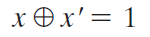 x ⊕ x′ = 1